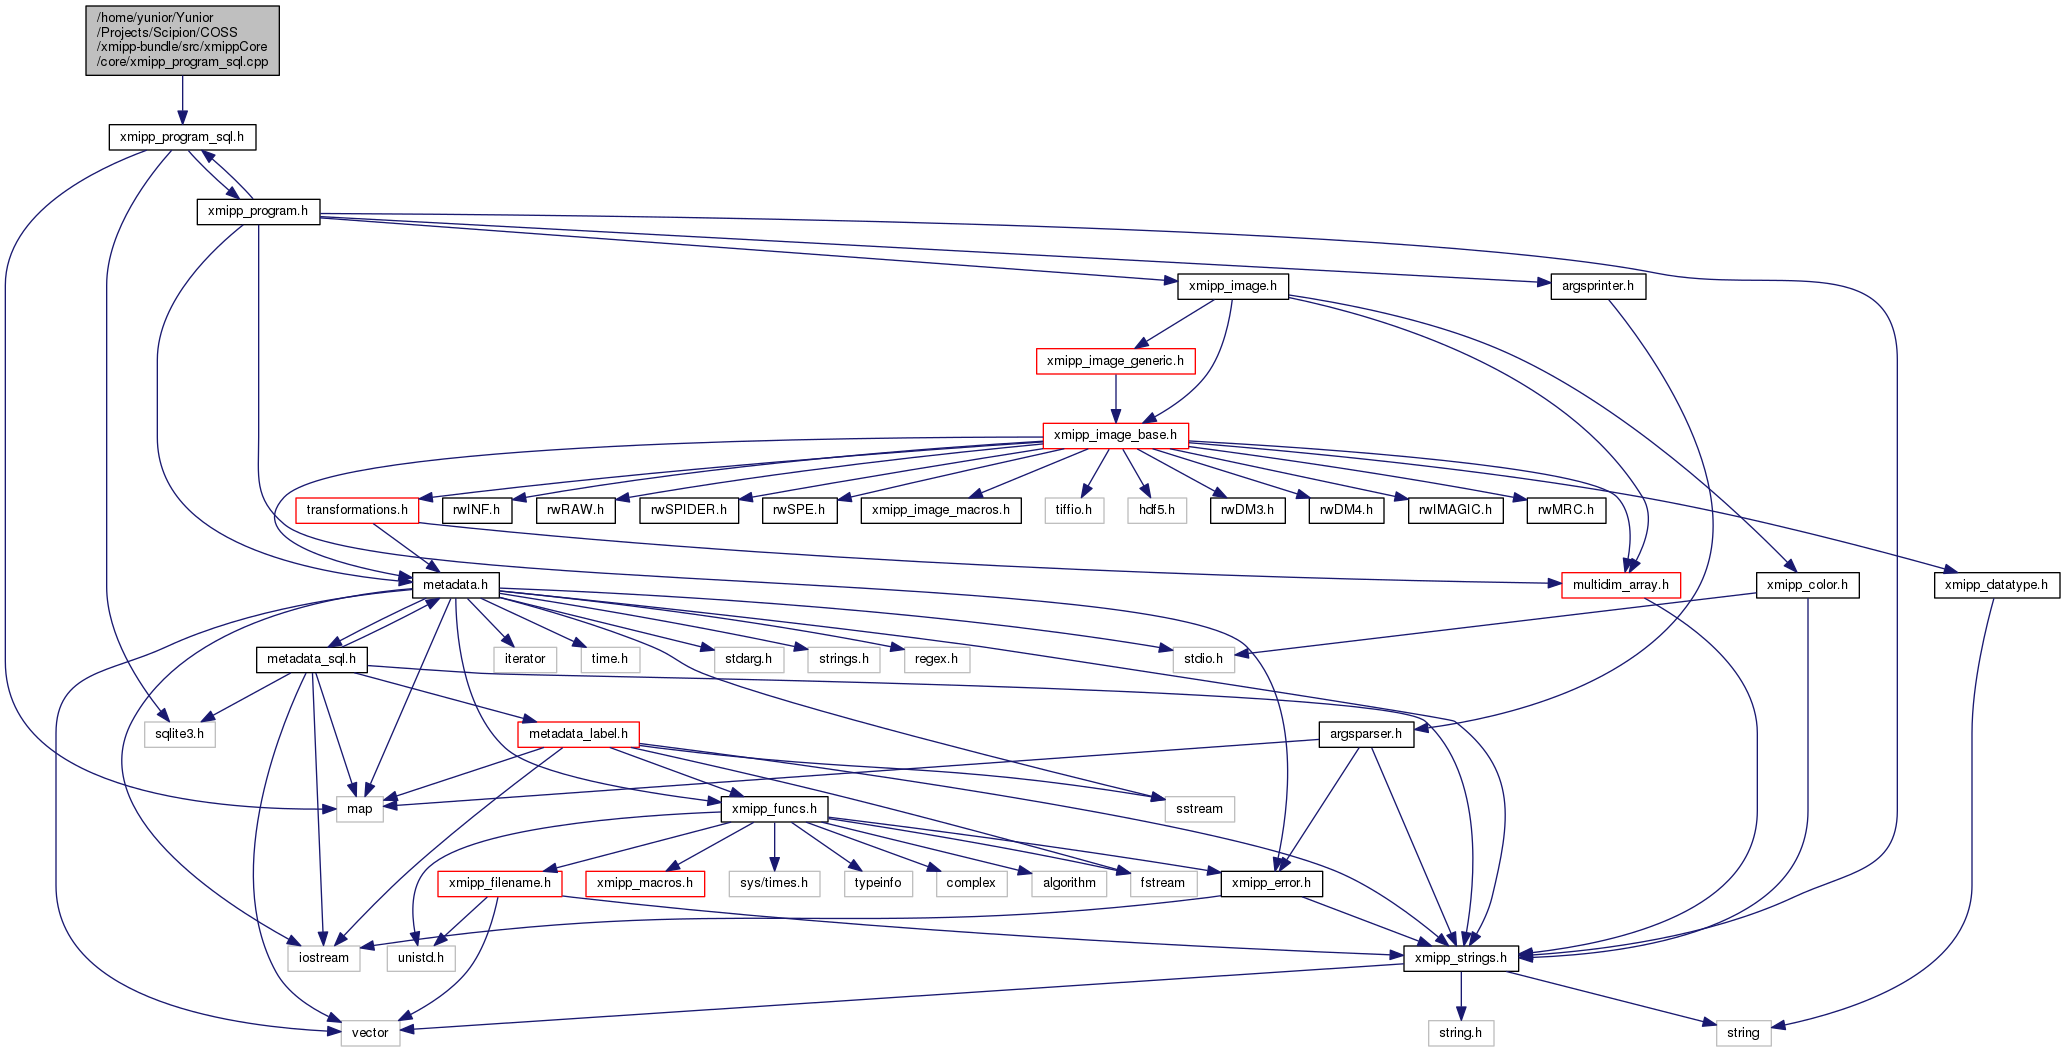 /home/yunior/Yunior
/Projects/Scipion/COSS
/xmipp-bundle/src/xmippCore
/core/xmipp_program_sql.cpp
xmipp_program_sql.h
xmipp_program.h
xmipp_image.h
argsprinter.h
xmipp_image_generic.h
xmipp_image_base.h
transformations.h
rwINF.h
rwRAW.h
rwSPIDER.h
rwSPE.h
xmipp_image_macros.h
tiffio.h
hdf5.h
rwDM3.h
rwDM4.h
rwIMAGIC.h
rwMRC.h
metadata.h
multidim_array.h
xmipp_color.h
xmipp_datatype.h
metadata_sql.h
iterator
time.h
stdarg.h
strings.h
regex.h
stdio.h
sqlite3.h
metadata_label.h
argsparser.h
map
xmipp_funcs.h
sstream
xmipp_filename.h
xmipp_macros.h
sys/times.h
typeinfo
complex
algorithm
fstream
xmipp_error.h
iostream
unistd.h
xmipp_strings.h
vector
string.h
string